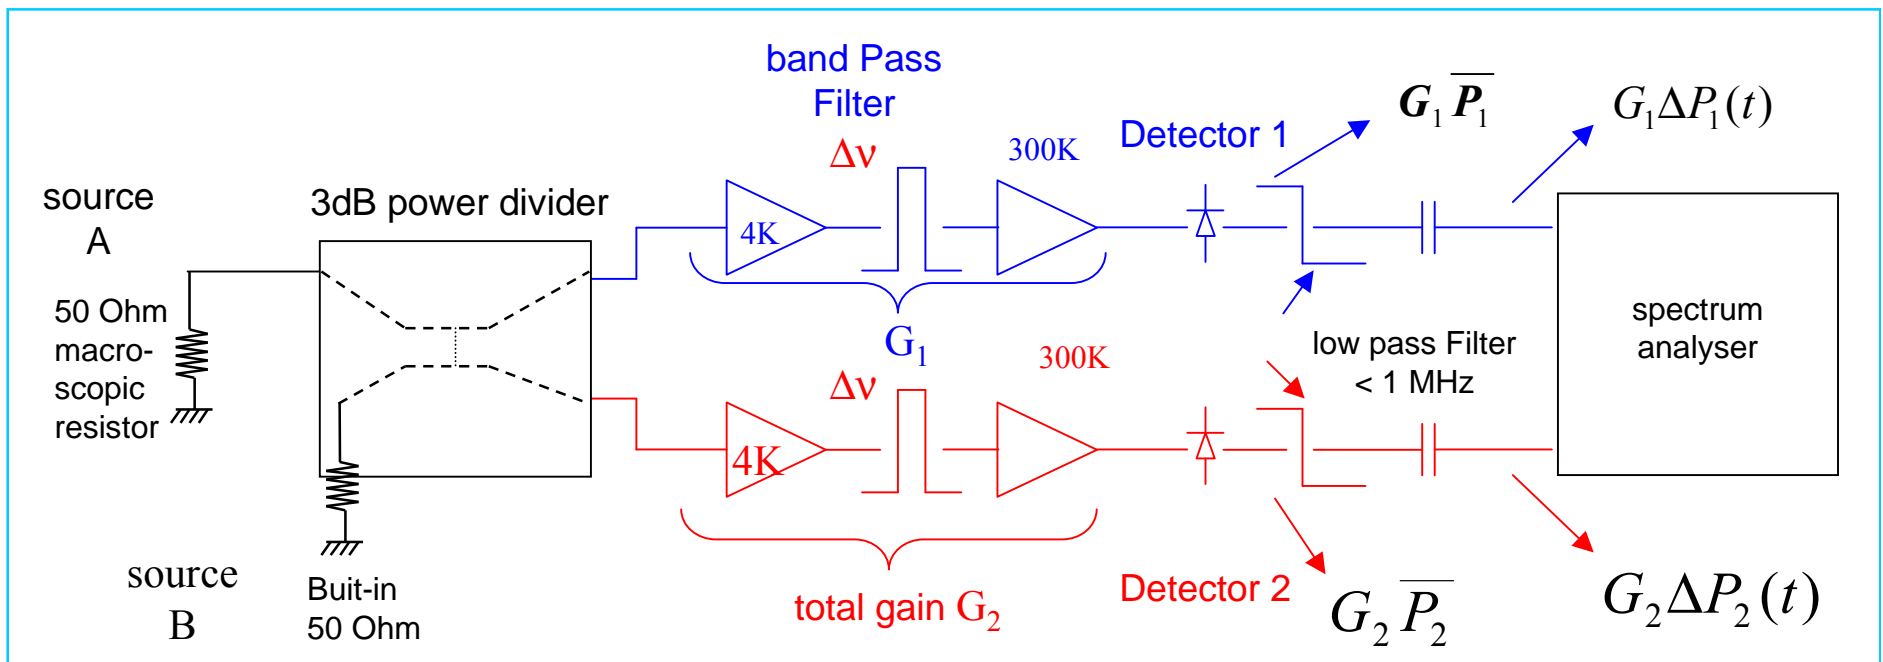 band Pass
Filter
Δν
300K
Detector 1
G₁ P̅₁
G₁ΔP₁(t)
source
A
3dB power divider
4K
50 Ohm
macro-
scopic
resistor
G₁
spectrum
analyser
low pass Filter
< 1 MHz
Δν
300K
4K
source
B
Buit-in
50 Ohm
total gain G₂
Detector 2
G₂ P̅₂
G₂ΔP₂(t)